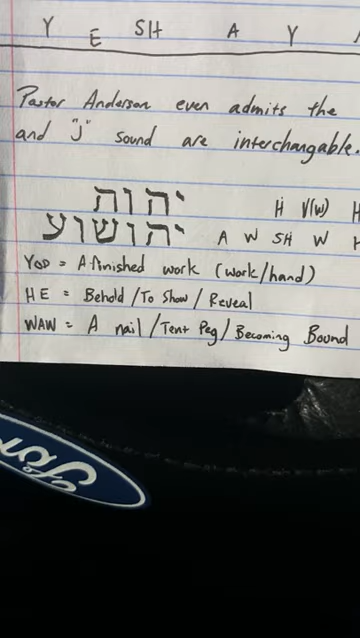 Y E SH A Y
Pastor Anderson even admits the
and "J" sound are interchangable.
יהוה H V(W) H
יהושוע A W SH W H
YOD = A finished work (work/hand)
HE = Behold / To Show / Reveal
WAW = A nail / Tent Peg / Becoming Bound
Ford